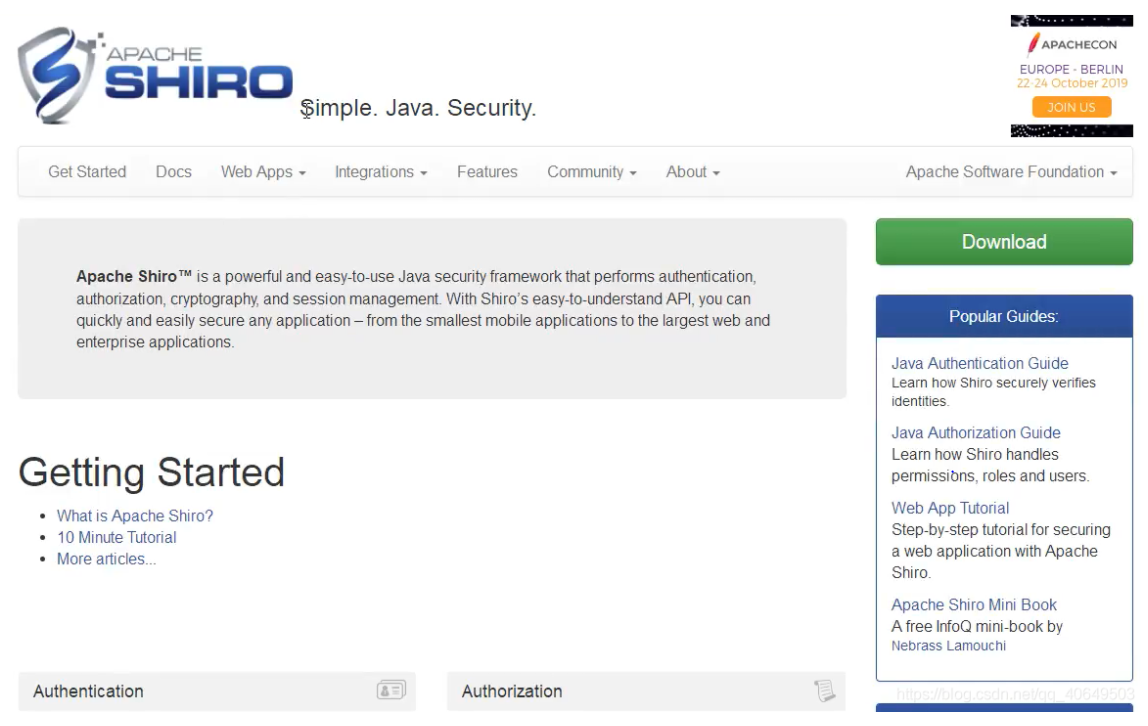 APACHE
SHIRO
Simple. Java. Security.
APACHECON
EUROPE - BERLIN
22-24 October 2019
JOIN US
Get Started Docs Web Apps Integrations Features Community About Apache Software Foundation
Apache Shiro™ is a powerful and easy-to-use Java security framework that performs authentication,
authorization, cryptography, and session management. With Shiro's easy-to-understand API, you can
quickly and easily secure any application – from the smallest mobile applications to the largest web and
enterprise applications.
Download
Popular Guides:
Java Authentication Guide
Learn how Shiro securely verifies
identities.
Java Authorization Guide
Learn how Shiro handles
permissions, roles and users.
Web App Tutorial
Step-by-step tutorial for securing
a web application with Apache
Shiro.
Apache Shiro Mini Book
A free InfoQ mini-book by
Nebrass Lamouchi
Getting Started
What is Apache Shiro?
10 Minute Tutorial
More articles...
Authentication
Authorization
https://blog.csdn.net/qq_40649503